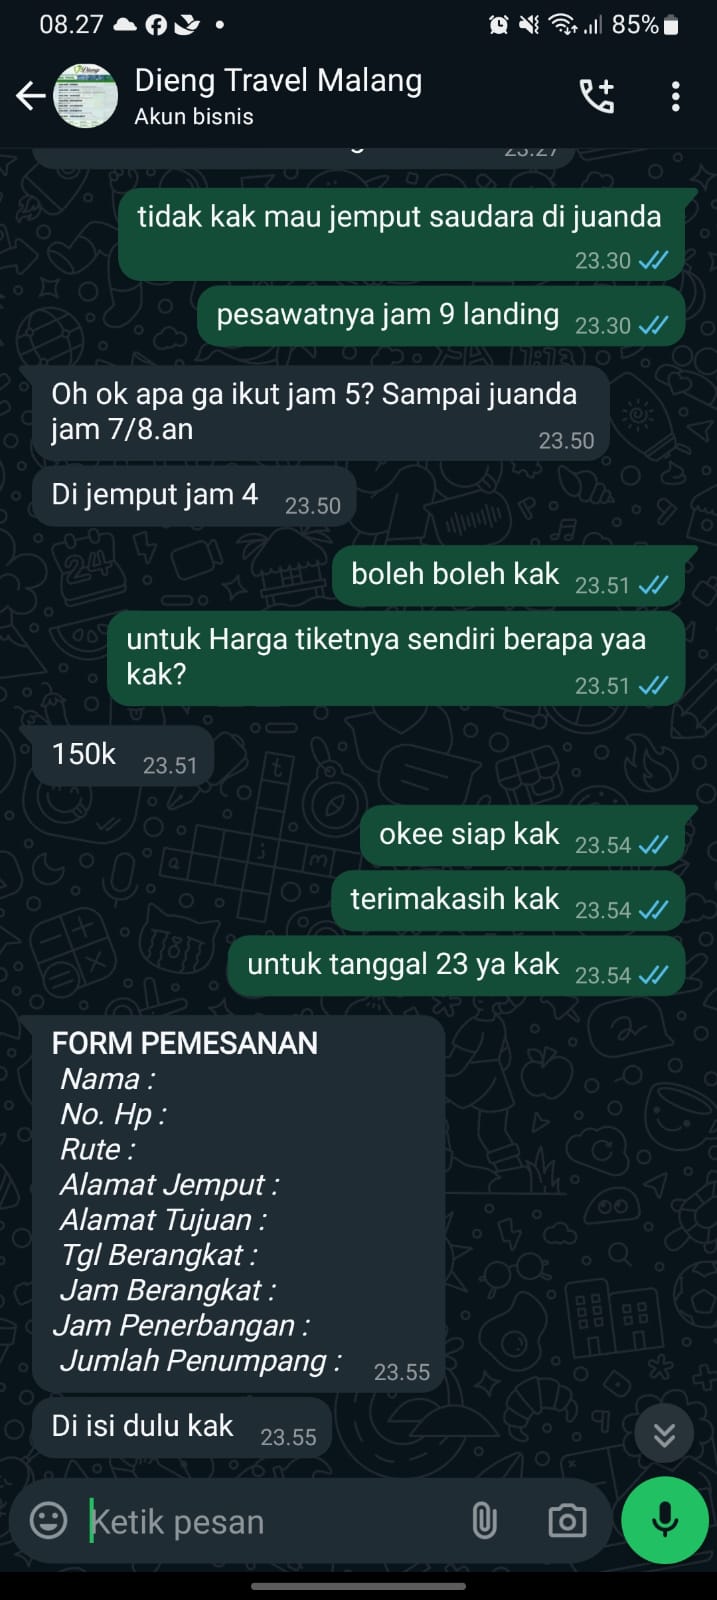 08.27
85%
Dieng Travel Malang
Akun bisnis
23.27
tidak kak mau jemput saudara di juanda
23.30
pesawatnya jam 9 landing 23.30
Oh ok apa ga ikut jam 5? Sampai juanda
jam 7/8.an
23.50
Di jemput jam 4 23.50
boleh boleh kak 23.51
untuk Harga tiketnya sendiri berapa yaa
kak?
23.51
150k 23.51
okee siap kak 23.54
terimakasih kak 23.54
untuk tanggal 23 ya kak 23.54
FORM PEMESANAN
Nama :
No. Hp :
Rute :
Alamat Jemput :
Alamat Tujuan :
Tgl Berangkat :
Jam Berangkat :
Jam Penerbangan :
Jumlah Penumpang : 23.55
Di isi dulu kak 23.55
Ketik pesan